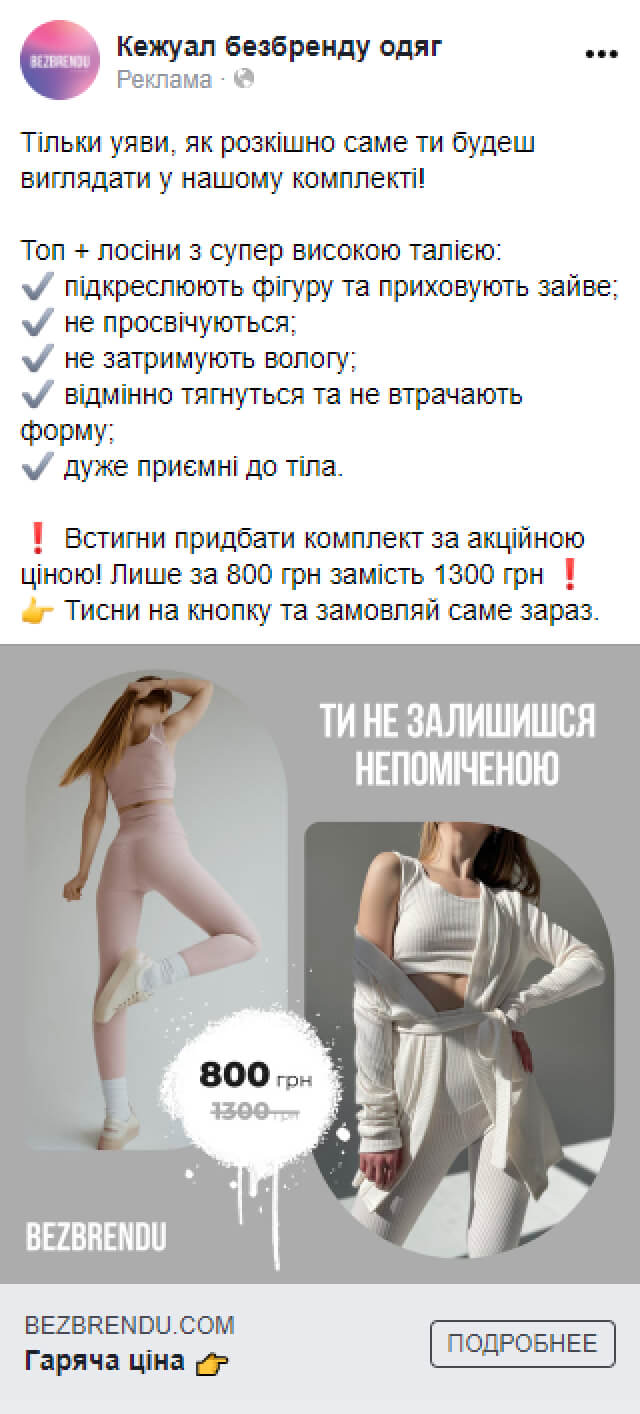 BEZBRENDU
Кежуал безбренду одяг
Реклама ·
Тільки уяви, як розкішно саме ти будеш
виглядати у нашому комплекті!
Топ + лосіни з супер високою талією:
✔ підкреслюють фігуру та приховують зайве;
✔ не просвічуються;
✔ не затримують вологу;
✔ відмінно тягнуться та не втрачають
форму;
✔ дуже приємні до тіла.
❗ Встигни придбати комплект за акційною
ціною! Лише за 800 грн замість 1300 грн ❗
👉 Тисни на кнопку та замовляй саме зараз.
ТИ НЕ ЗАЛИШИШСЯ
НЕПОМІЧЕНОЮ
800 грн
1300 грн
BEZBRENDU
BEZBRENDU.COM
Гаряча ціна 👉
ПОДРОБНЕЕ